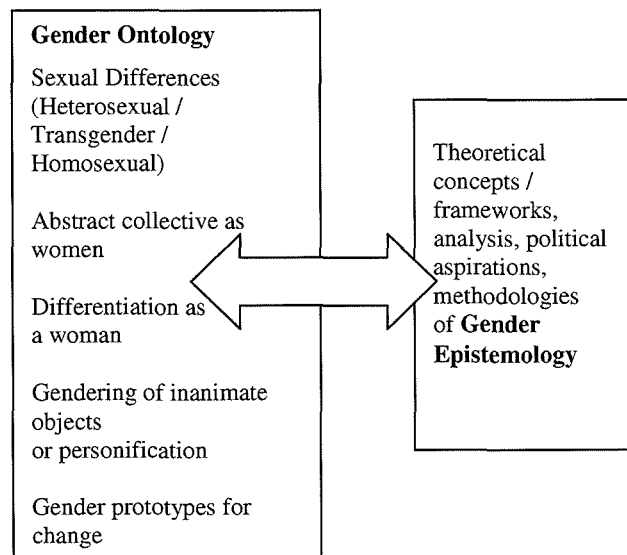 Gender Ontology
Sexual Differences
(Heterosexual /
Transgender /
Homosexual)
Abstract collective as
women
Differentiation as
a woman
Gendering of inanimate
objects
or personification
Gender prototypes for
change
Theoretical
concepts /
frameworks,
analysis, political
aspirations,
methodologies
of Gender
Epistemology